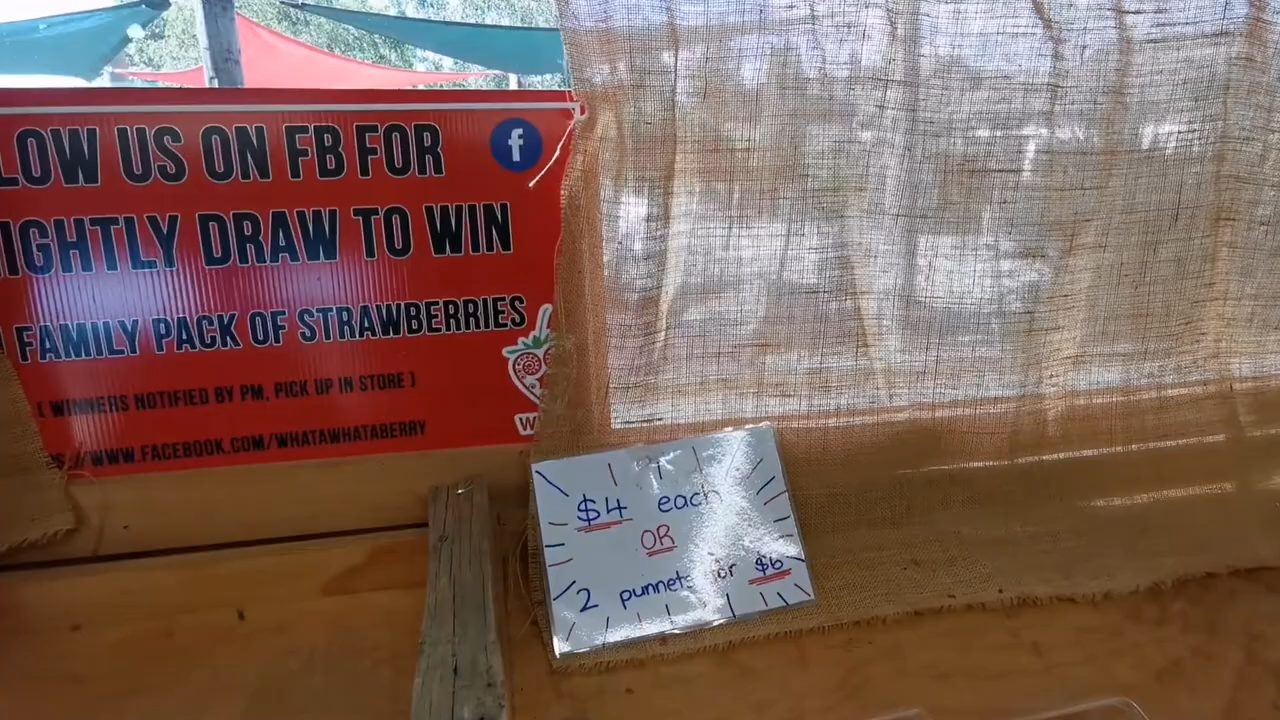 LOW US ON FB FOR
IGHTLY DRAW TO WIN
FAMILY PACK OF STRAWBERRIES
( WINNERS NOTIFIED BY PM, PICK UP IN STORE )
WWW.FACEBOOK.COM/WHATAWHATABERRY
f
W
$4 each
OR
2 punnets for $6